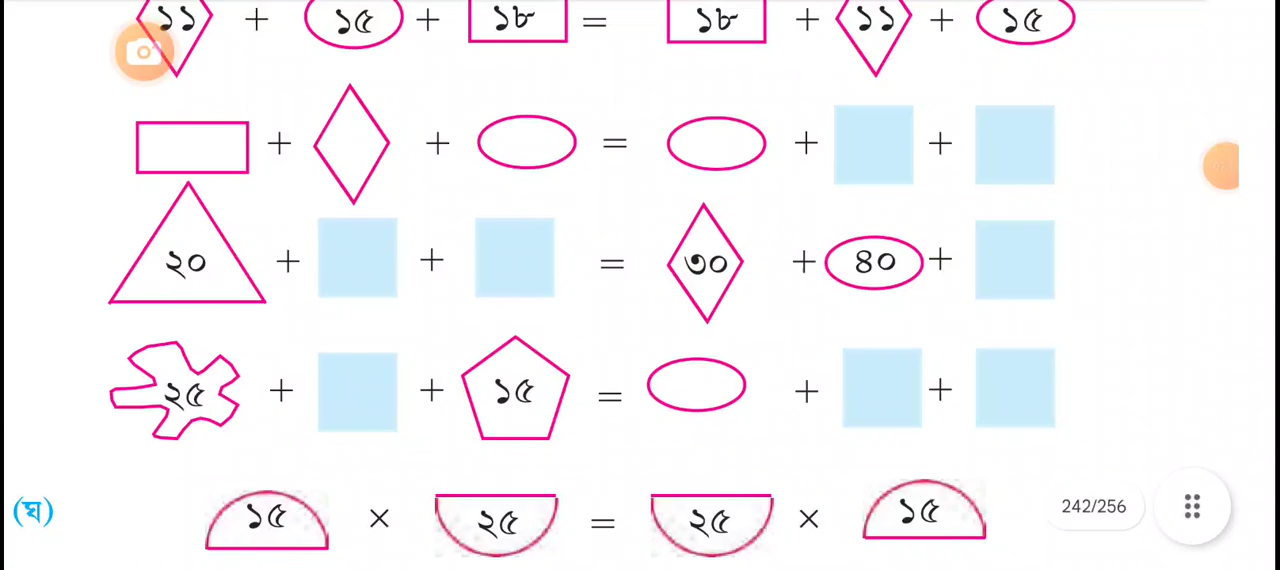 ১১ + ১৫ + ১৮ = ১৮ + ১১ + ১৫
+ + = + +
২০ + + = ৩০ + ৪০ +
২৫ + + ১৫ = + +
(ঘ) ১৫ × ২৫ = ২৫ × ১৫
242/256